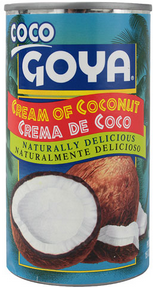 COCO
GOYA
CREAM OF COCONUT
CREMA DE COCO
NATURALLY DELICIOUS
NATURALMENTE DELICIOSO